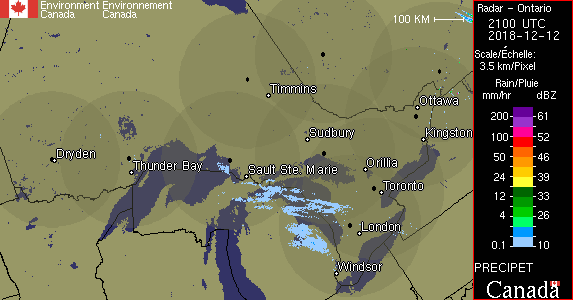 Environment Environnement
Canada Canada
100 KM
Timmins
Ottawa
Sudbury
Kingston
Dryden
Thunder Bay
Sault Ste. Marie
Orillia
Toronto
London
Windsor
Radar - Ontario
2100 UTC
2018-12-12
Scale/Échelle:
3.5 km/Pixel
Rain/Pluie
mm/hr dBZ
200 61
100 52
50 46
24 39
12 33
4 26
0.1 10
PRECIPET
Canada